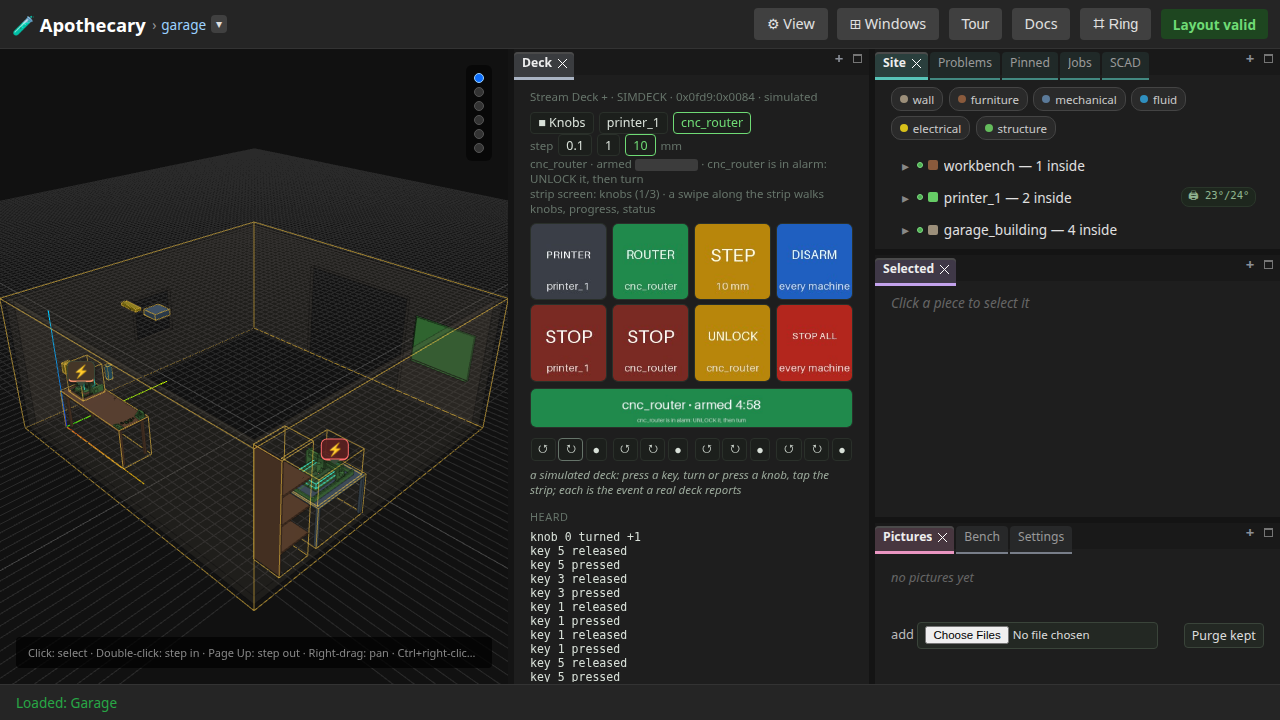 🧪 Apothecary › garage ▾
⚙ View
⊞ Windows
Tour
Docs
⌗ Ring
Layout valid
Deck
Stream Deck + · SIMDECK · 0x0fd9:0x0084 · simulated
■ Knobs
printer_1
cnc_router
step 0.1 1 10 mm
cnc_router · armed · cnc_router is in alarm:
UNLOCK it, then turn
strip screen: knobs (1/3) · a swipe along the strip walks
knobs, progress, status
PRINTER
printer_1
ROUTER
cnc_router
STEP
10 mm
DISARM
every machine
STOP
printer_1
STOP
cnc_router
UNLOCK
cnc_router
STOP ALL
every machine
cnc_router · armed 4:58
cnc_router is in alarm: UNLOCK it, then turn
a simulated deck: press a key, turn or press a knob, tap the
strip; each is the event a real deck reports
HEARD
knob 0 turned +1
key 5 released
key 5 pressed
key 3 released
key 3 pressed
key 1 released
key 1 pressed
key 1 released
key 1 pressed
key 5 released
key 5 pressed
Site
Problems
Pinned
Jobs
SCAD
wall
furniture
mechanical
fluid
electrical
structure
workbench — 1 inside
printer_1 — 2 inside
23°/24°
garage_building — 4 inside
Selected
Click a piece to select it
Pictures
Bench
Settings
no pictures yet
add Choose Files No file chosen
Purge kept
Click: select · Double-click: step in · Page Up: step out · Right-drag: pan · Ctrl+right-clic...
Loaded: Garage